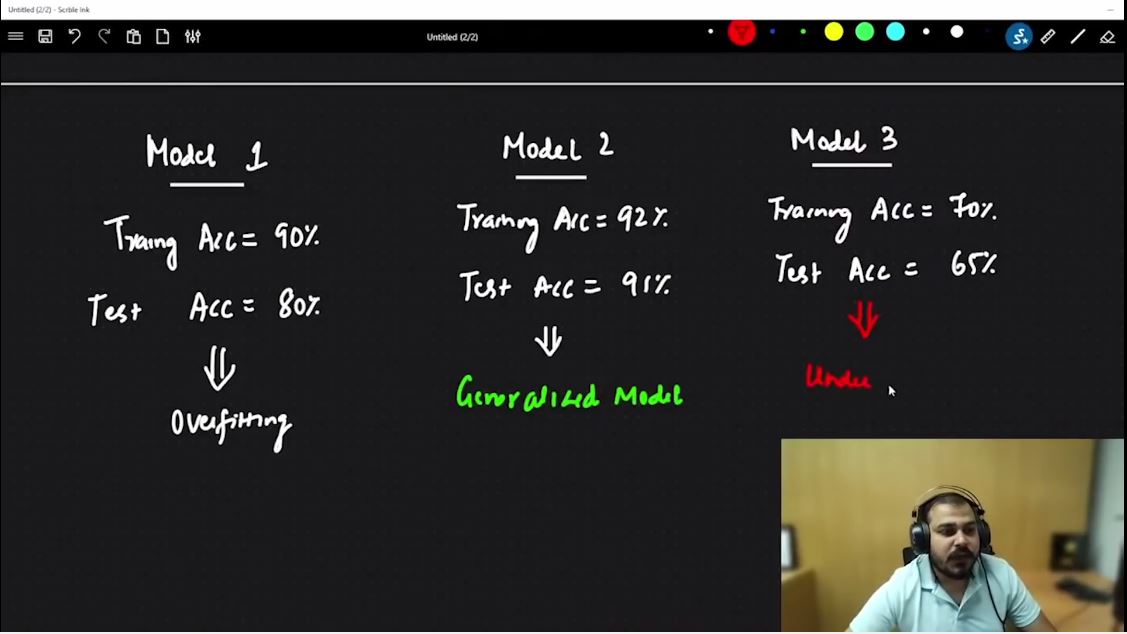 Untitled (2/2) - Scrble Ink
Untitled (2/2)
Model 1
Traing Acc = 90%
Test Acc = 80%
Overfitting
Model 2
Training Acc = 92%
Test Acc = 91%
Generalized Model
Model 3
Training Acc = 70%
Test Acc = 65%
Unde